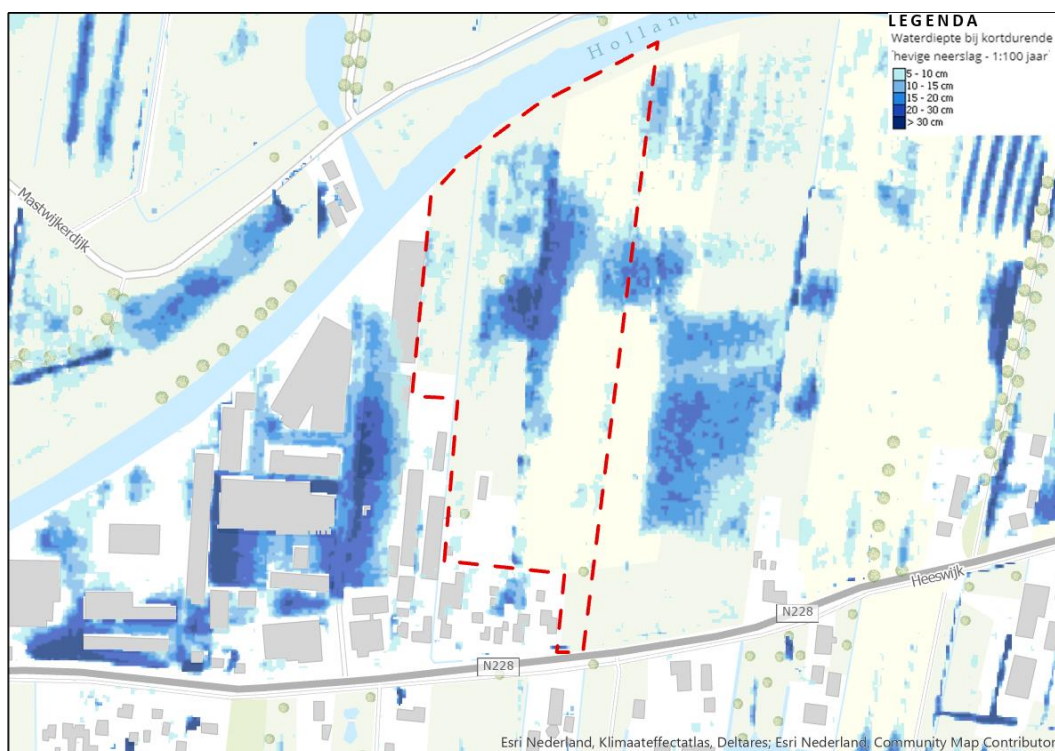 LEGENDA
Waterdiepte bij kortdurende
hevige neerslag - 1:100 jaar'
5 - 10 cm
10 - 15 cm
15 - 20 cm
20 - 30 cm
> 30 cm
Holland
Mastwijkerdijk
Heeswijk
N228
N228
Esri Nederland, Klimaateffectatlas, Deltares; Esri Nederland, Community Map Contributor